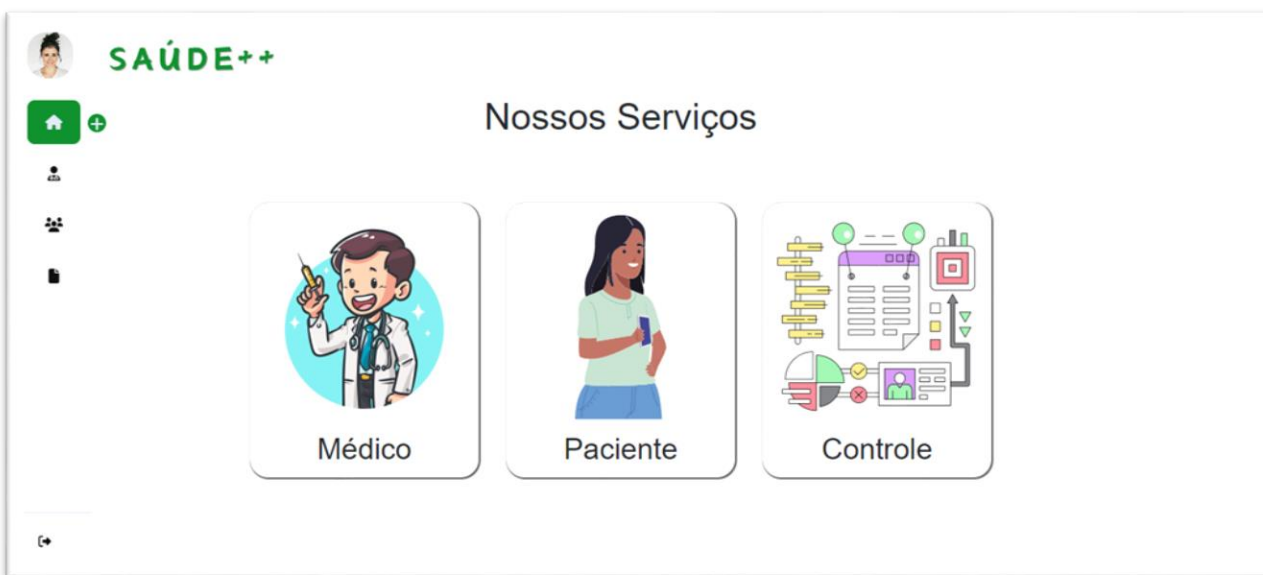 SAÚDE++
Nossos Serviços
Médico
Paciente
Controle